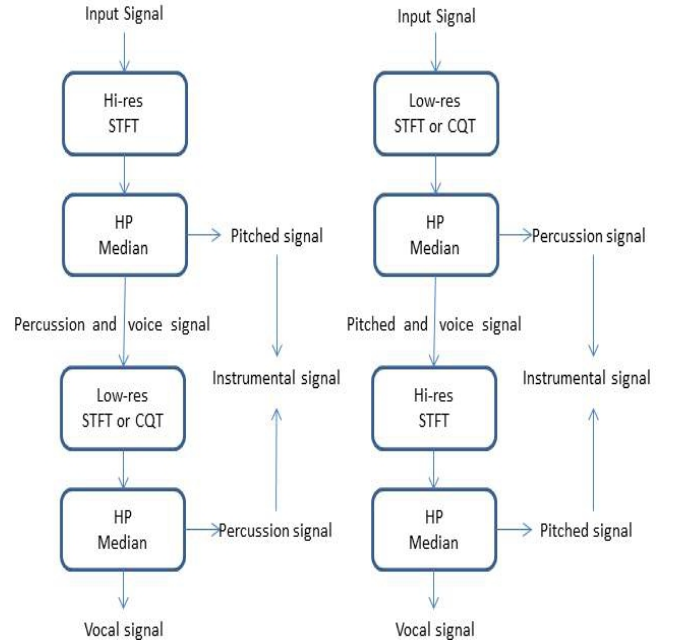 Input Signal
Hi-res
STFT
HP
Median
Pitched signal
Percussion and voice signal
Instrumental signal
Low-res
STFT or CQT
HP
Median
Percussion signal
Vocal signal
Input Signal
Low-res
STFT or CQT
HP
Median
Percussion signal
Pitched and voice signal
Instrumental signal
Hi-res
STFT
HP
Median
Pitched signal
Vocal signal